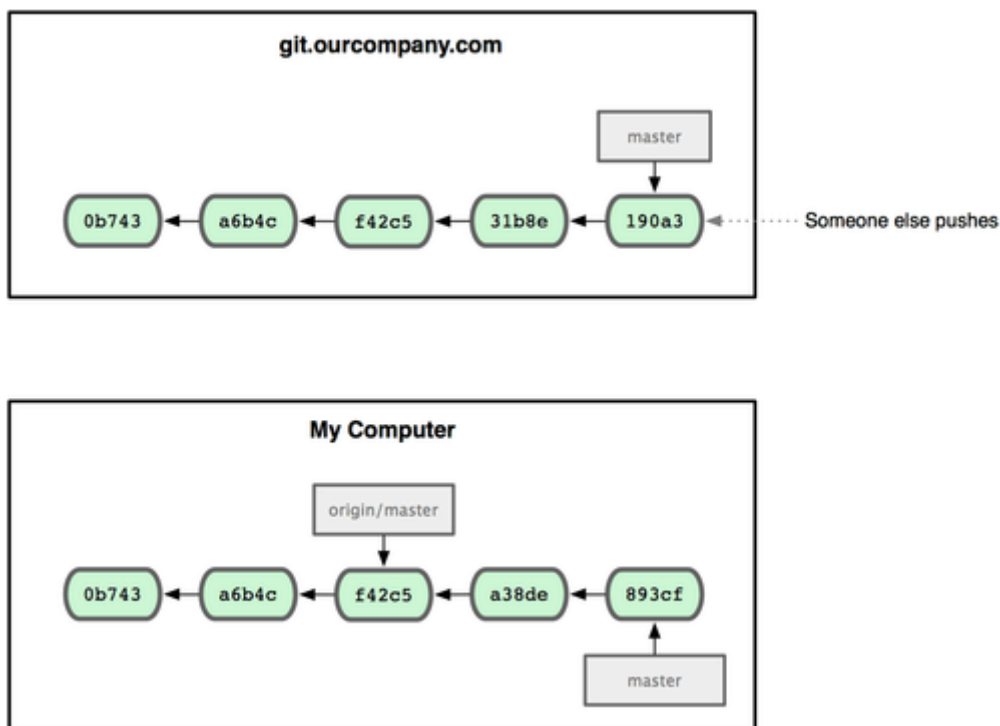 git.ourcompany.com
master
0b743 a6b4c f42c5 31b8e 190a3 Someone else pushes
My Computer
origin/master
0b743 a6b4c f42c5 a38de 893cf
master